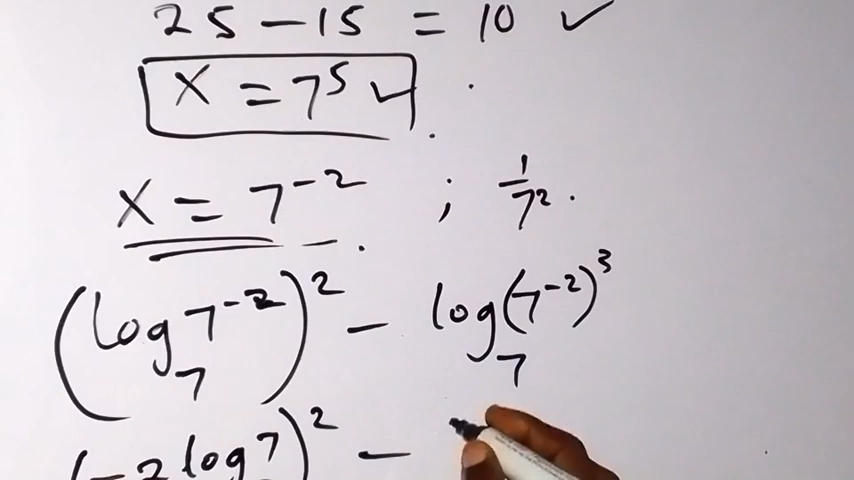 25 - 15 = 10 ✓
x = 7⁵ ✓ .
x = 7⁻² ; 1/7² .
(log₇ 7⁻²)² - log₇ (7⁻²)³
(-2 log 7)² -